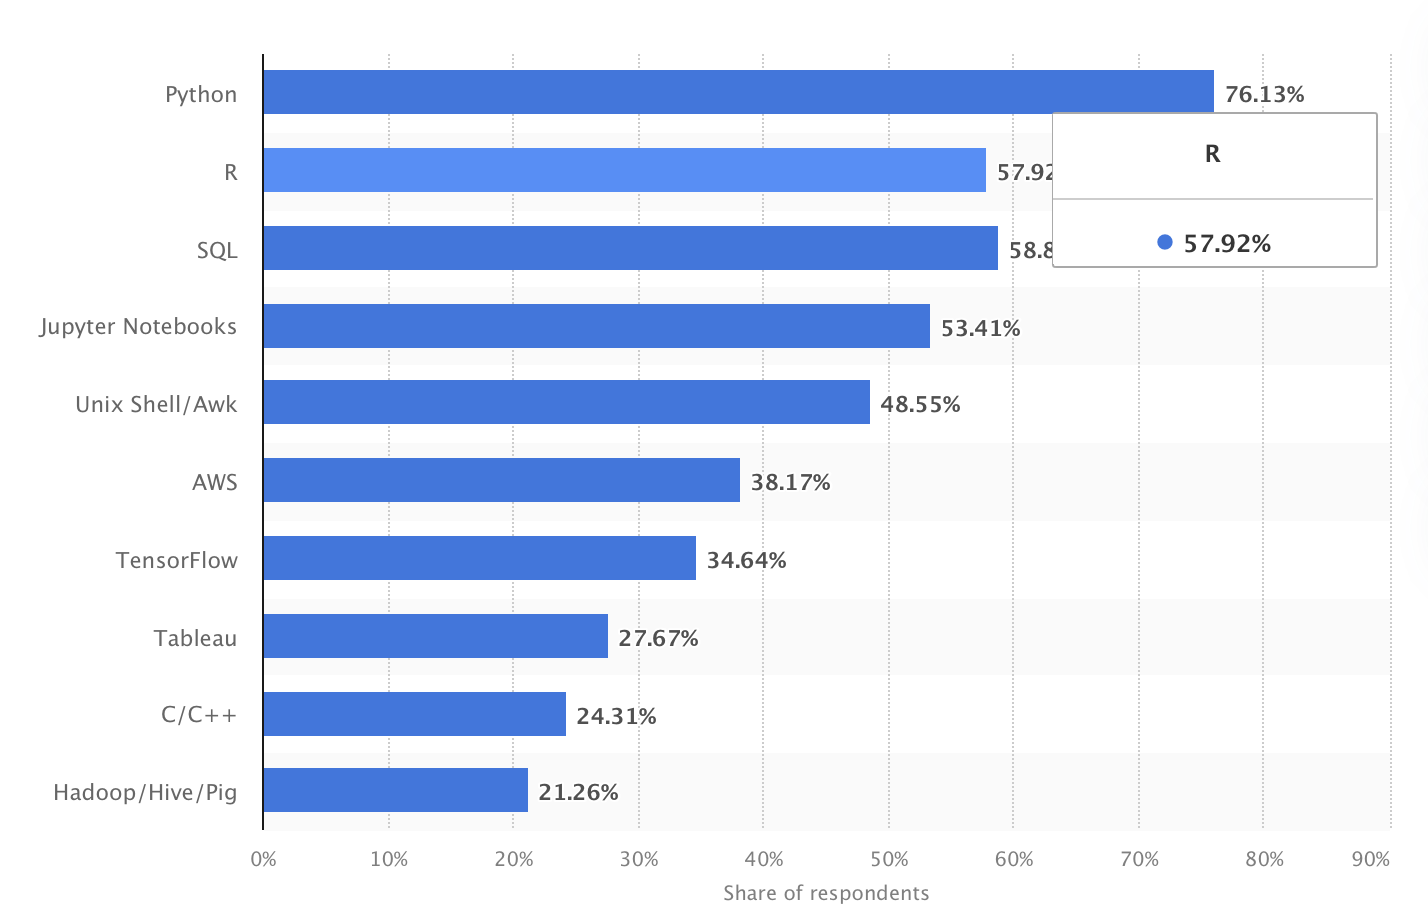 Python 76.13%
R
R 57.92
SQL 58.8
57.92%
Jupyter Notebooks 53.41%
Unix Shell/Awk 48.55%
AWS 38.17%
TensorFlow 34.64%
Tableau 27.67%
C/C++ 24.31%
Hadoop/Hive/Pig 21.26%
0% 10% 20% 30% 40% 50% 60% 70% 80% 90%
Share of respondents